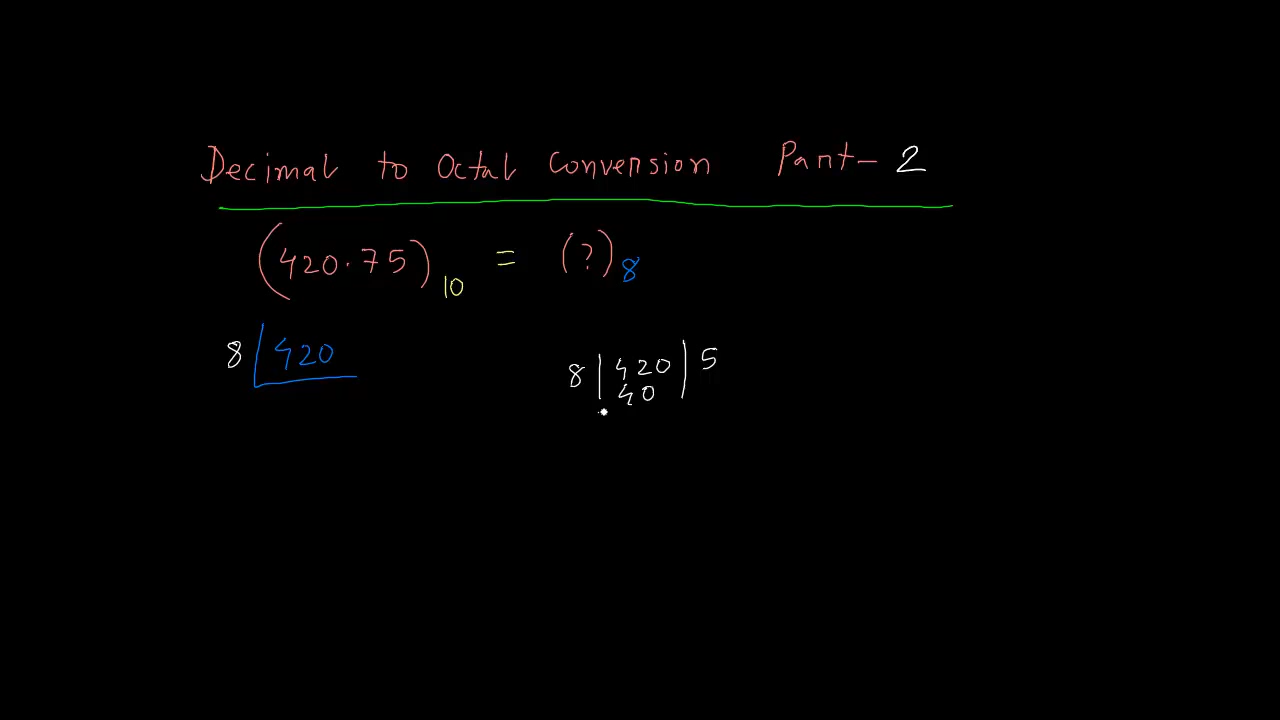 Decimal to Octal Conversion Part- 2
(420.75)10 = (?)8
8 | 420
8 | 420 | 5
40